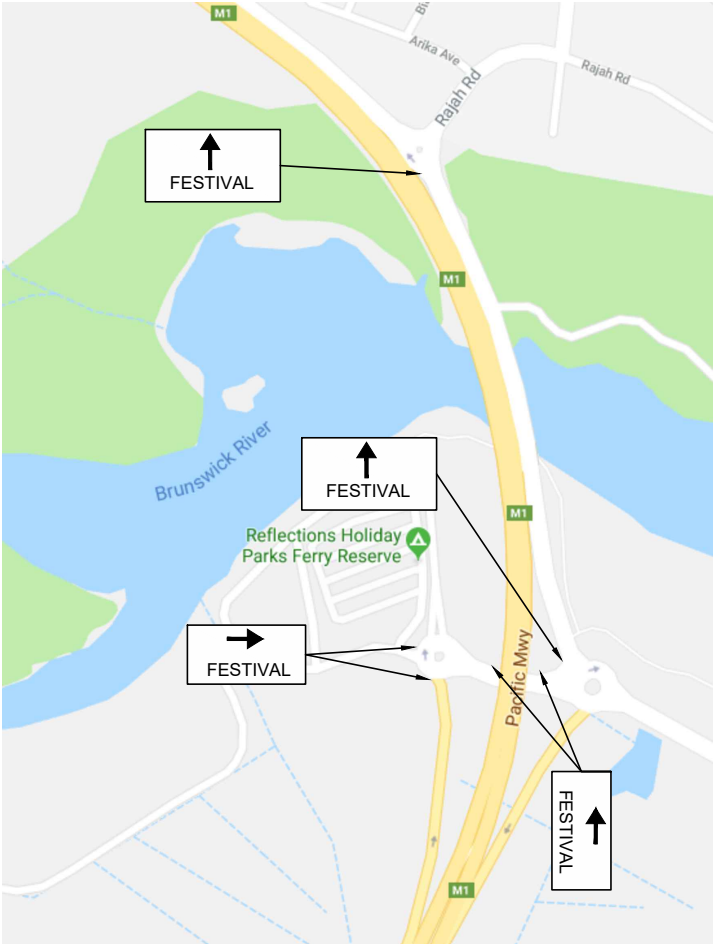 M1
Arika Ave
Rajah Rd
Rajah Rd
FESTIVAL
M1
Brunswick River
FESTIVAL
M1
Reflections Holiday
Parks Ferry Reserve
FESTIVAL
Pacific Mwy
FESTIVAL
M1